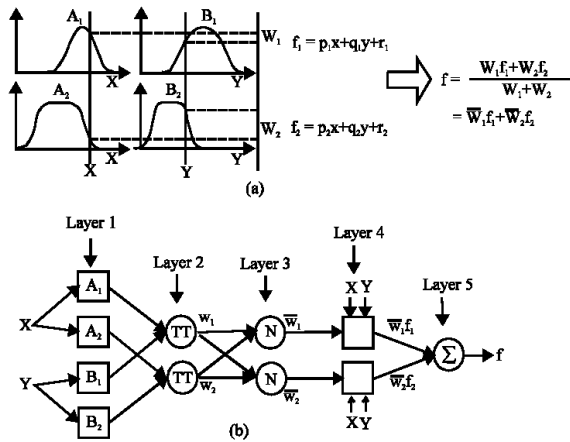 A₁ B₁
W₁ f₁ = p₁x+q₁y+r₁
X Y
f = W₁f₁+W₂f₂
W₁+W₂
= W̅₁f₁+W̅₂f₂
A₂ B₂
W₂ f₂ = p₂x+q₂y+r₂
X Y
X Y
(a)
Layer 1
Layer 2
Layer 3
Layer 4
Layer 5
X Y
A₁
A₂
B₁
B₂
X
Y
TT
TT
w₁
w₂
N
N
w̅₁
w̅₂
w̅₁f₁
w̅₂f₂
Σ
f
X Y
(b)